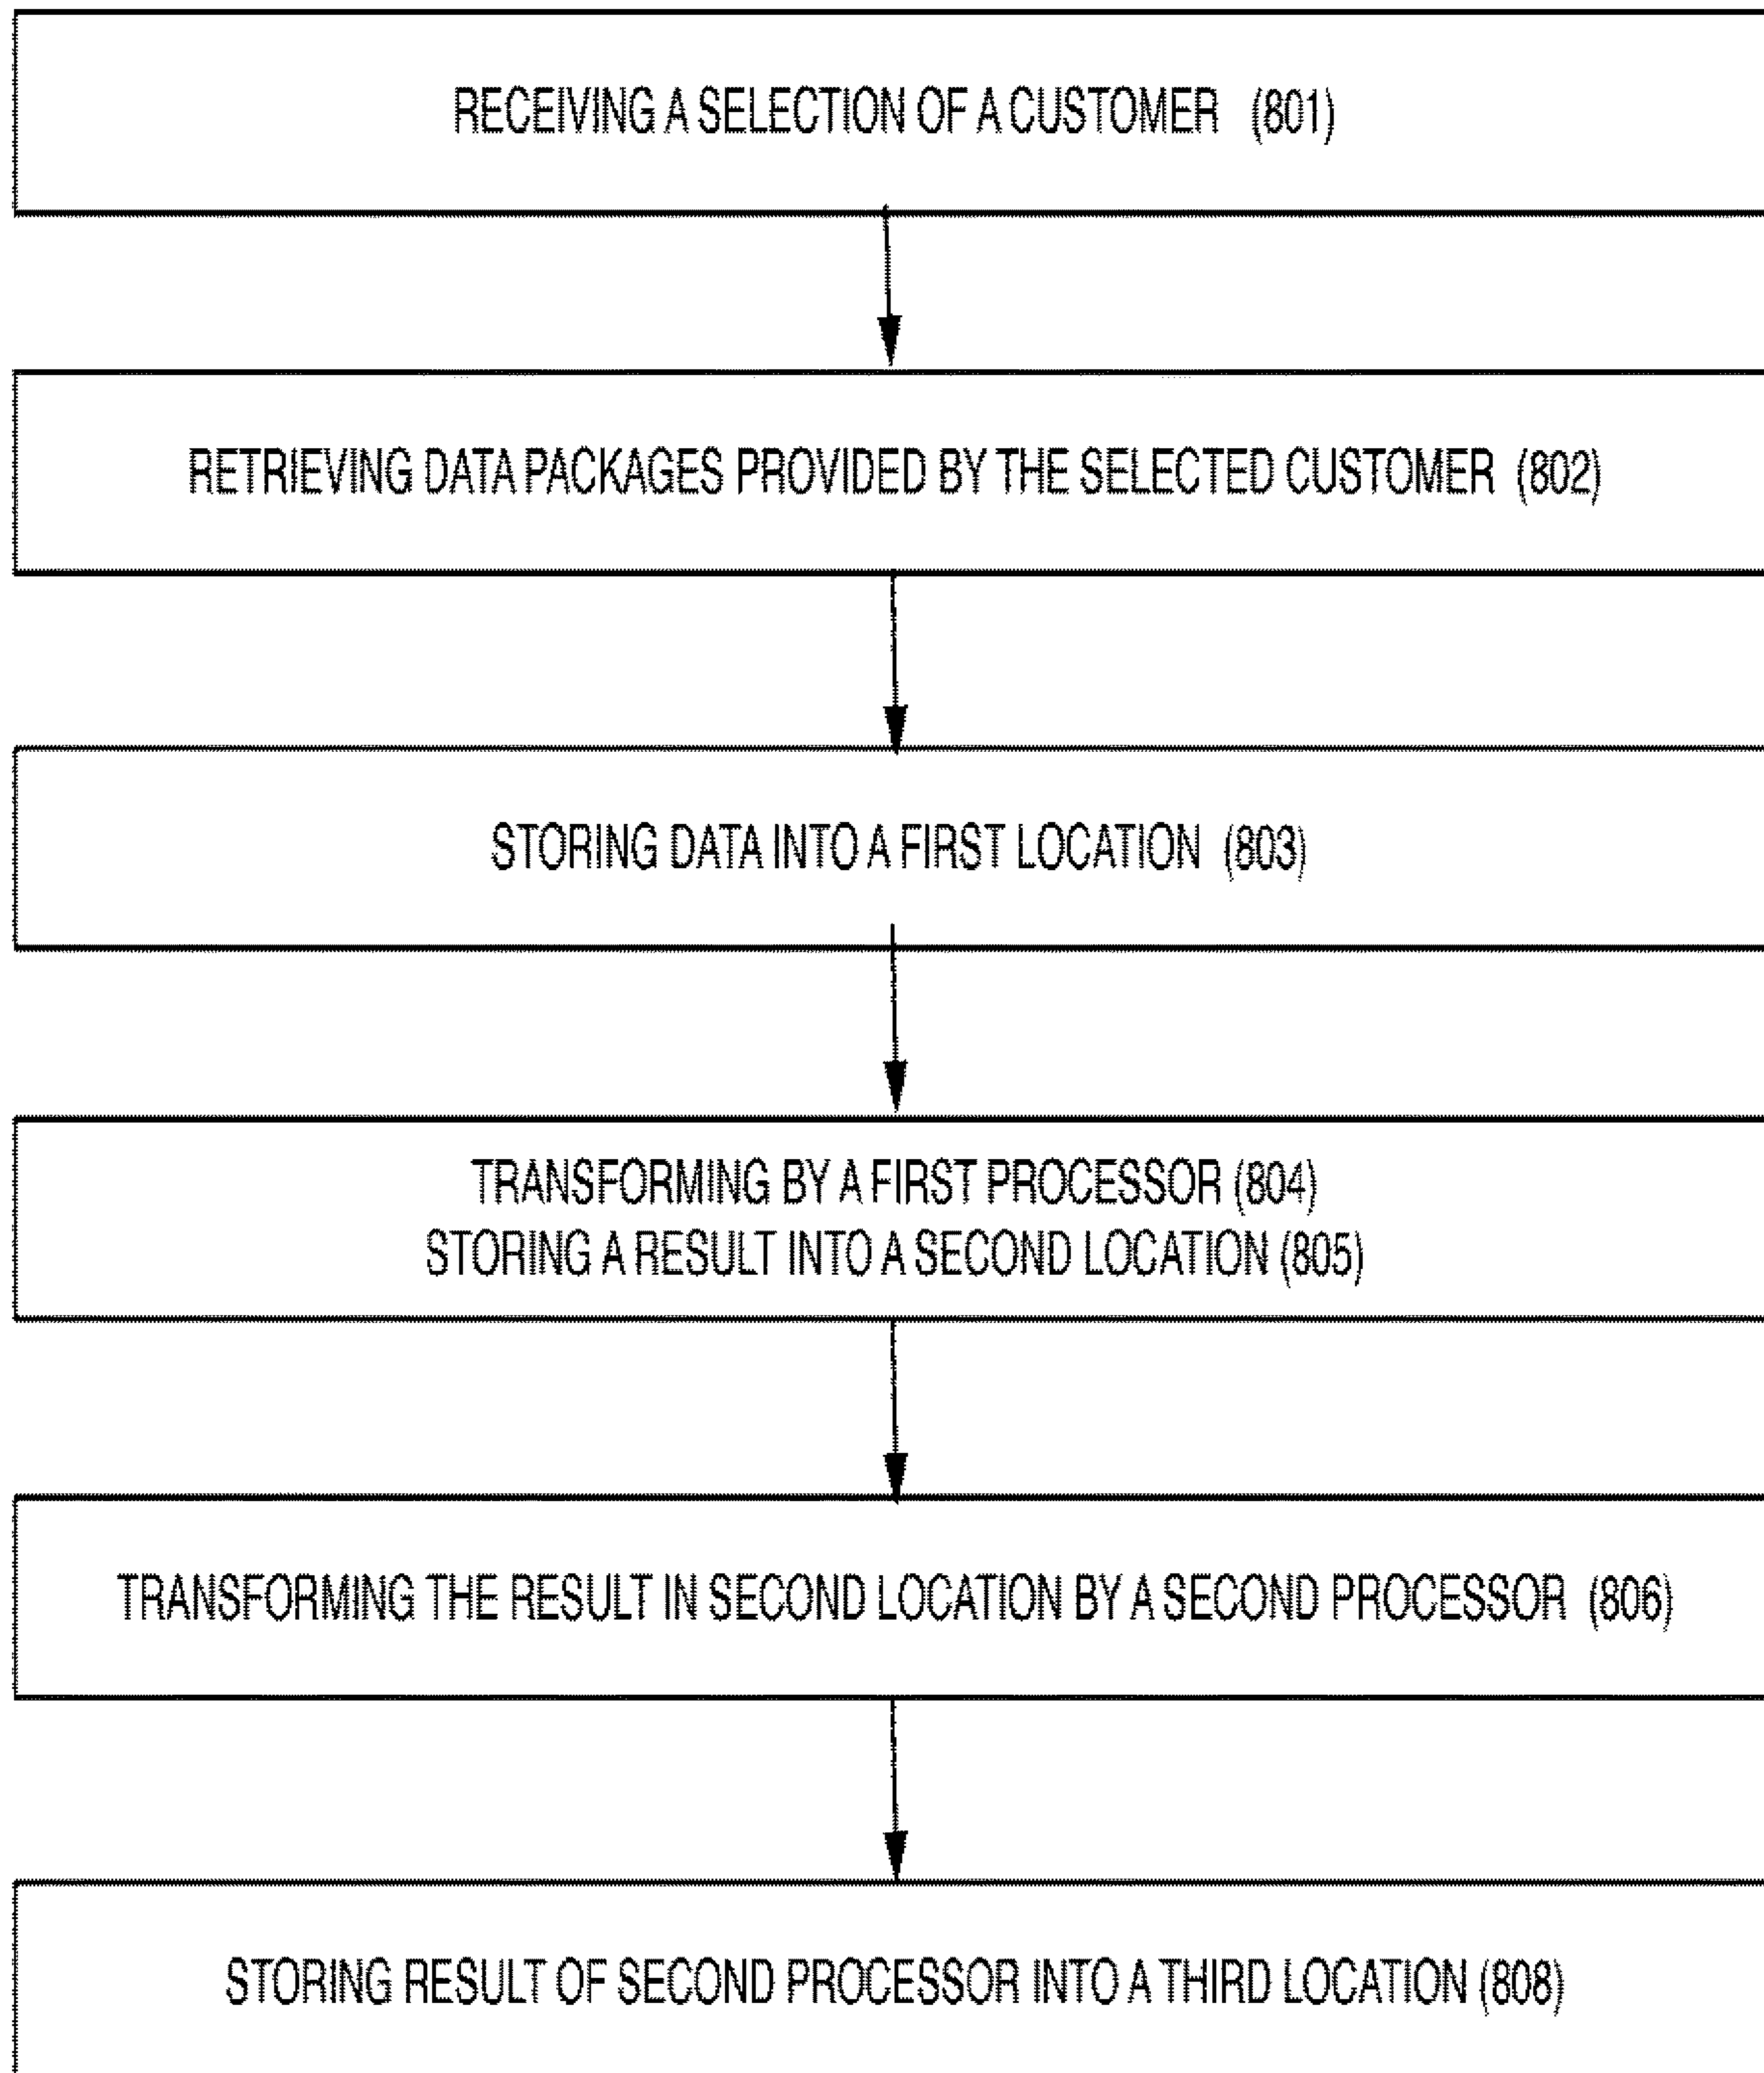 RECEIVING A SELECTION OF A CUSTOMER (801)
RETRIEVING DATA PACKAGES PROVIDED BY THE SELECTED CUSTOMER (802)
STORING DATA INTO A FIRST LOCATION (803)
TRANSFORMING BY A FIRST PROCESSOR (804)
STORING A RESULT INTO A SECOND LOCATION (805)
TRANSFORMING THE RESULT IN SECOND LOCATION BY A SECOND PROCESSOR (806)
STORING RESULT OF SECOND PROCESSOR INTO A THIRD LOCATION (808)